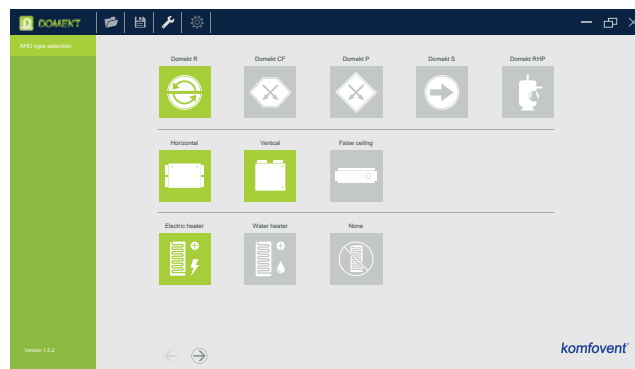 DOMEKT
AHU type selection
Domekt R Domekt CF Domekt P Domekt S Domekt RHP
Horizontal Vertical False ceiling
Electric heater Water heater None
Version 1.5.2
komfovent